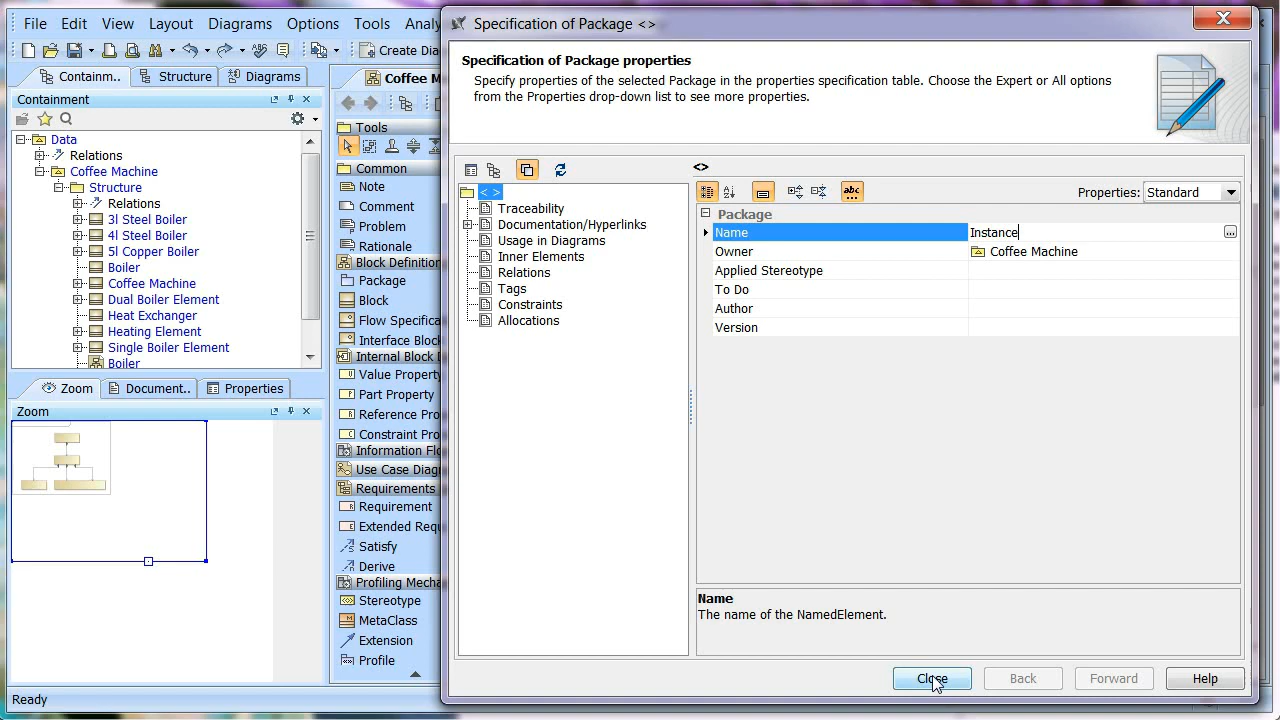 File Edit View Layout Diagrams Options Tools
Create Dia
Containm.. Structure Diagrams
Containment
Data
Relations
Coffee Machine
Structure
Relations
3l Steel Boiler
4l Steel Boiler
5l Copper Boiler
Boiler
Coffee Machine
Dual Boiler Element
Heat Exchanger
Heating Element
Single Boiler Element
Boiler
Zoom Document.. Properties
Zoom
Ready
Coffee M
Tools
Common
Note
Comment
Problem
Rationale
Block Definition
Package
Block
Flow Specifica
Interface Block
Internal Block D
Value Property
Part Property
Reference Pro
Constraint Pro
Information Flo
Use Case Diag
Requirements
Requirement
Extended Requ
Satisfy
Derive
Profiling Mecha
Stereotype
MetaClass
Extension
Profile
Specification of Package <>
Specification of Package properties
Specify properties of the selected Package in the properties specification table. Choose the Expert or All options
from the Properties drop-down list to see more properties.
< >
Traceability
Documentation/Hyperlinks
Usage in Diagrams
Inner Elements
Relations
Tags
Constraints
Allocations
<>
abc
Properties: Standard
Package
Name Instance ...
Owner Coffee Machine
Applied Stereotype
To Do
Author
Version
Name
The name of the NamedElement.
Close Back Forward Help